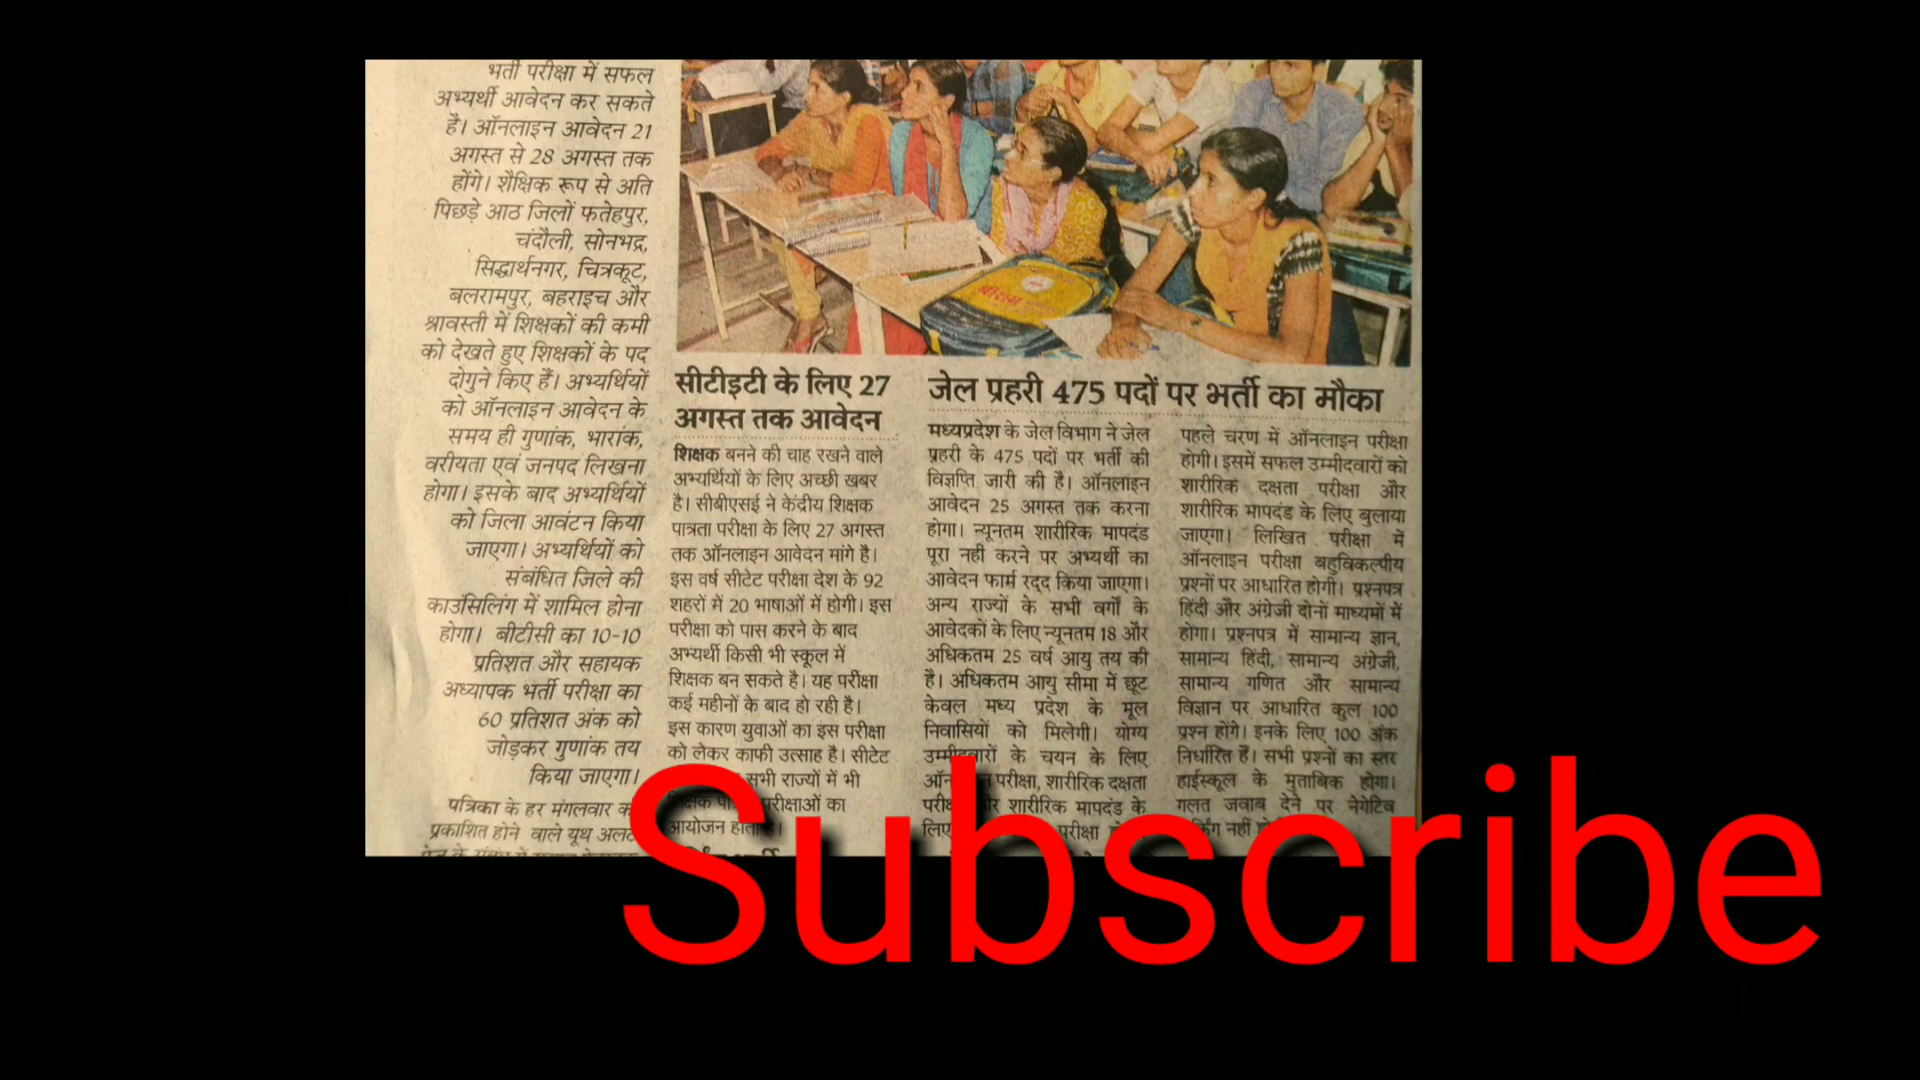 भर्ती परीक्षा में सफल
अभ्यर्थी आवेदन कर सकते
है। ऑनलाइन आवेदन 21
अगस्त से 28 अगस्त तक
होंगे। शैक्षिक रूप से अति
पिछड़े आठ जिलों फतेहपुर,
चंदौली, सोनभद्र,
सिद्धार्थनगर, चित्रकूट,
बलरामपुर, बहराइच और
श्रावस्ती में शिक्षकों की कमी
को देखते हुए शिक्षकों के पद
दोगुने किए हैं। अभ्यर्थियों
को ऑनलाइन आवेदन के
समय ही गुणांक, भारांक,
वरीयता एवं जनपद लिखना
होगा। इसके बाद अभ्यर्थियों
को जिला आवंटन किया
जाएगा। अभ्यर्थियों को
संबंधित जिले की
काउंसिलिंग में शामिल होना
होगा। बीटीसी का 10-10
प्रतिशत और सहायक
अध्यापक भर्ती परीक्षा का
60 प्रतिशत अंक को
जोड़कर गुणांक तय
किया जाएगा।
पत्रिका के हर मंगलवार
प्रकाशित होने वाले यूथ
श्रीराम
सीटीइटी के लिए 27
अगस्त तक आवेदन
शिक्षक बनने की चाह रखने वाले
अभ्यर्थियों के लिए अच्छी खबर
है। सीबीएसई ने केंद्रीय शिक्षक
पात्रता परीक्षा के लिए 27 अगस्त
तक ऑनलाइन आवेदन मांगे है।
इस वर्ष सीटेट परीक्षा देश के 92
शहरों में 20 भाषाओं में होगी। इस
परीक्षा को पास करने के बाद
अभ्यर्थी किसी भी स्कूल में
शिक्षक बन सकते है। यह परीक्षा
कई महीनों के बाद हो रही है।
इस कारण युवाओं का इस परीक्षा
को लेकर काफी उत्साह है। सीटेट
सभी राज्यों में भी
परीक्षाओं का
आयोजन होता है।
जेल प्रहरी 475 पदों पर भर्ती का मौका
मध्यप्रदेश के जेल विभाग ने जेल
प्रहरी के 475 पदों पर भर्ती की
विज्ञप्ति जारी की है। ऑनलाइन
आवेदन 25 अगस्त तक करना
होगा। न्यूनतम शारीरिक मापदंड
पूरा नही करने पर अभ्यर्थी का
आवेदन फार्म रद्द किया जाएगा।
अन्य राज्यों के सभी वर्गों के
आवेदकों के लिए न्यूनतम 18 और
अधिकतम 25 वर्ष आयु तय की
है। अधिकतम आयु सीमा में छूट
केवल मध्य प्रदेश के मूल
निवासियों को मिलेगी। योग्य
उम्मीदवारों के चयन के लिए
परीक्षा, शारीरिक दक्षता
शारीरिक मापदंड के
परीक्षा
पहले चरण में ऑनलाइन परीक्षा
होगी। इसमें सफल उम्मीदवारों को
शारीरिक दक्षता परीक्षा और
शारीरिक मापदंड के लिए बुलाया
जाएगा। लिखित परीक्षा में
ऑनलाइन परीक्षा बहुविकल्पीय
प्रश्नों पर आधारित होगी। प्रश्नपत्र
हिंदी और अंग्रेजी दोनों माध्यमों में
होगा। प्रश्नपत्र में सामान्य ज्ञान,
सामान्य हिंदी, सामान्य अंग्रेजी,
सामान्य गणित और सामान्य
विज्ञान पर आधारित कुल 100
प्रश्न होंगे। इनके लिए 100 अंक
निर्धारित हैं। सभी प्रश्नों का स्तर
हाईस्कूल के मुताबिक होगा।
गलत जवाब देने पर नेगेटिव
नहीं
Subscribe